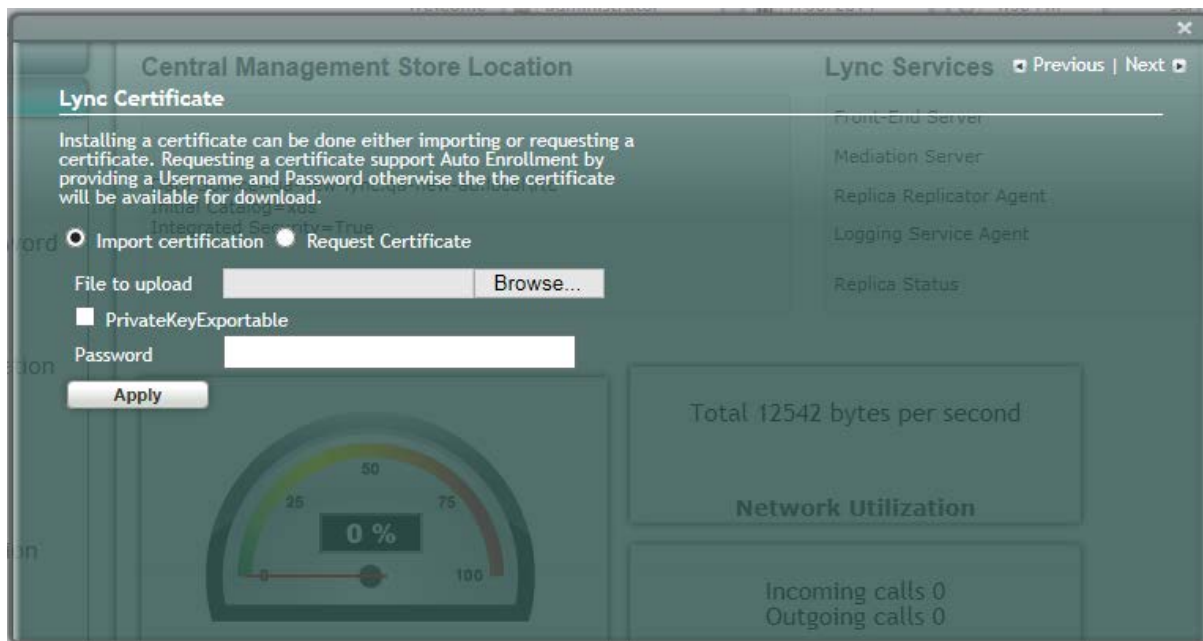 administrator
Central Management Store Location
Lync Services
Previous | Next
Lync Certificate
Front-End Server
Installing a certificate can be done either importing or requesting a
certificate. Requesting a certificate support Auto Enrollment by
providing a Username and Password otherwise the the certificate
will be available for download.
Initial Catalog=xds
Integrated Security=True
Mediation Server
Replica Replicator Agent
Logging Service Agent
Replica Status
Import certification Request Certificate
File to upload Browse...
PrivateKeyExportable
Password
Apply
Total 12542 bytes per second
Network Utilization
0 25 50 75 100
0 %
Incoming calls 0
Outgoing calls 0